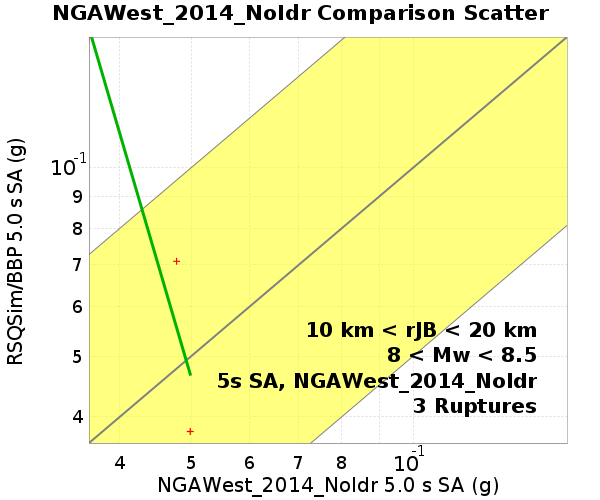 NGAWest_2014_NoIdr Comparison Scatter
RSQSim/BBP 5.0 s SA (g)
10-1
9
8
7
6
5
4
10 km < rJB < 20 km
8 < Mw < 8.5
5s SA, NGAWest_2014_NoIdr
3 Ruptures
4 5 6 7 8 10-1
NGAWest_2014_NoIdr 5.0 s SA (g)